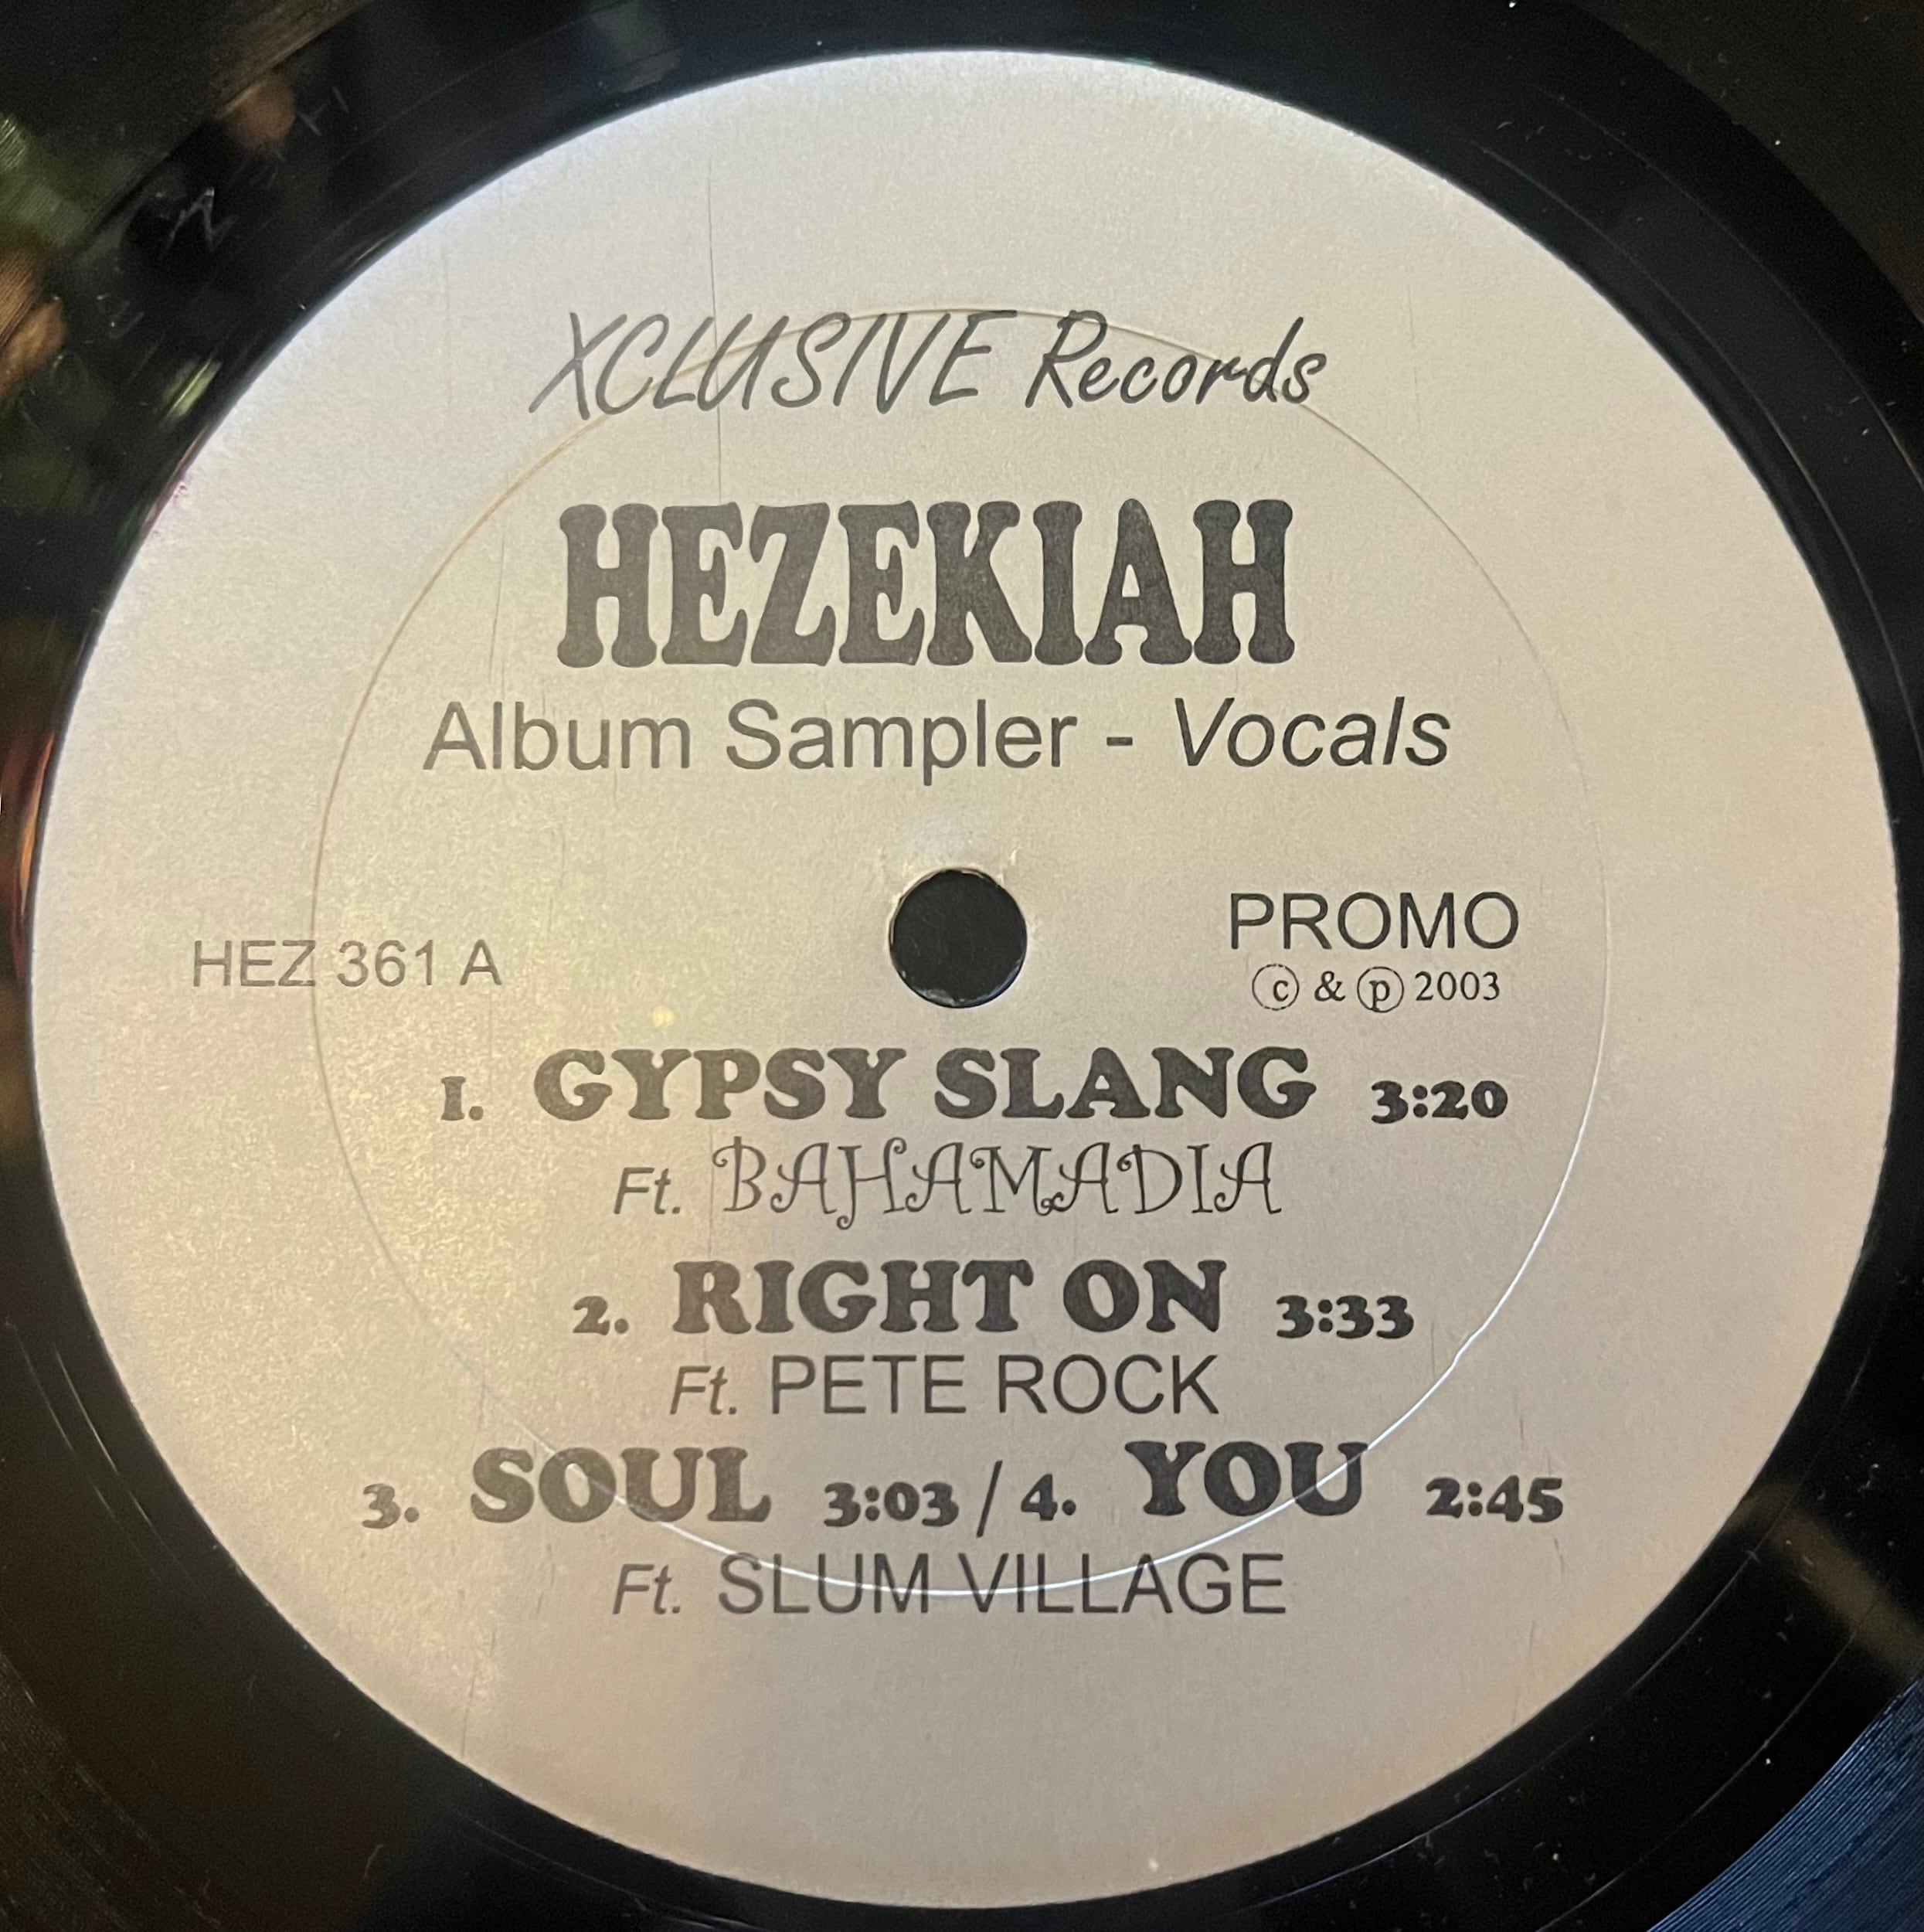 XCLUSIVE Records
HEZEKIAH
Album Sampler - Vocals
HEZ 361 A
PROMO
ⓒ & ⓟ 2003
1. GYPSY SLANG 3:20
Ft. BAHAMADIA
2. RIGHT ON 3:33
Ft. PETE ROCK
3. SOUL 3:03 / 4. YOU 2:45
Ft. SLUM VILLAGE